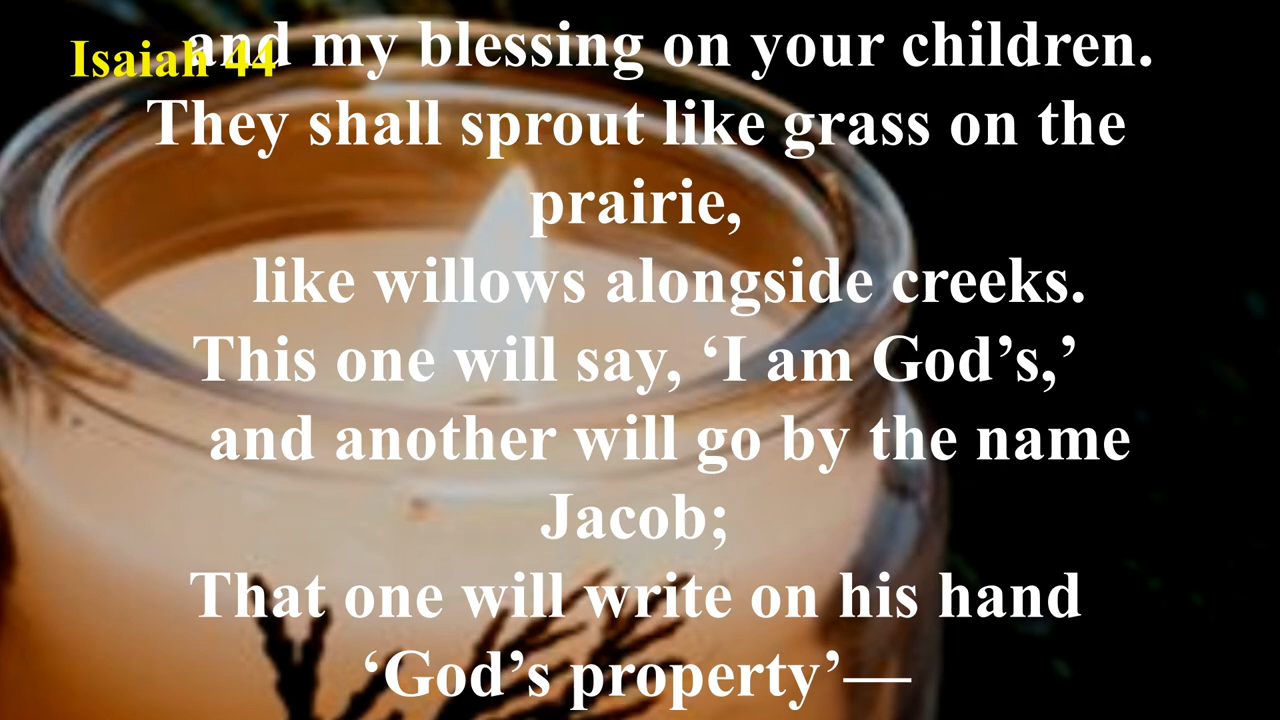 Isaiah 44
and my blessing on your children.
They shall sprout like grass on the
prairie,
like willows alongside creeks.
This one will say, ‘I am God’s,’
and another will go by the name
Jacob;
That one will write on his hand
‘God’s property’—